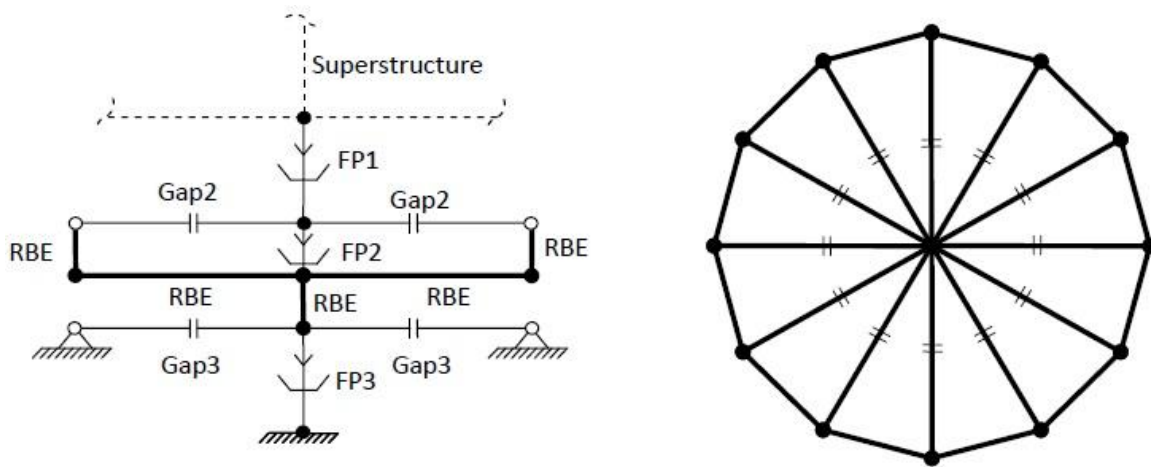 Superstructure
FP1
Gap2 Gap2
RBE FP2 RBE
RBE RBE RBE
Gap3 Gap3
FP3